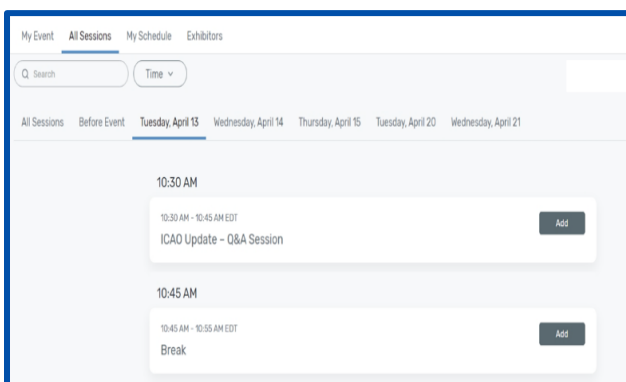 My Event All Sessions My Schedule Exhibitors
Search Time
All Sessions Before Event Tuesday, April 13 Wednesday, April 14 Thursday, April 15 Tuesday, April 20 Wednesday, April 21
10:30 AM
10:30 AM - 10:45 AM EDT
Add
ICAO Update - Q&A Session
10:45 AM
10:45 AM - 10:55 AM EDT
Add
Break